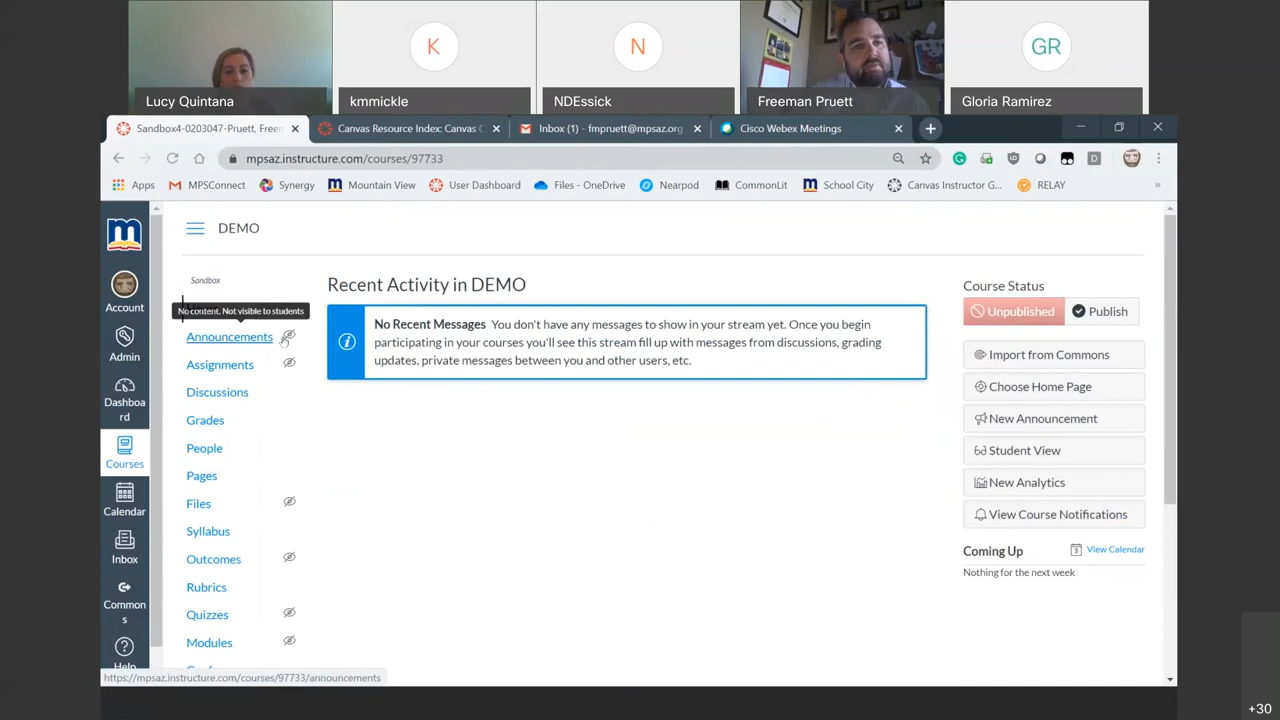 K
N
GR
Lucy Quintana
kmmickle
NDEssick
Freeman Pruett
Gloria Ramirez
Sandbox4-0203047-Pruett, Freem
Canvas Resource Index: Canvas C
Inbox (1) - fmpruett@mpsaz.org
Cisco Webex Meetings
mpsaz.instructure.com/courses/97733
Apps
MPSConnect
Synergy
Mountain View
User Dashboard
Files - OneDrive
Nearpod
CommonLit
School City
Canvas Instructor G...
RELAY
»
m
Account
Admin
Dashboa
rd
Courses
Calendar
Inbox
Common
s
Help
DEMO
Sandbox
No content. Not visible to students
Announcements
Assignments
Discussions
Grades
People
Pages
Files
Syllabus
Outcomes
Rubrics
Quizzes
Modules
Recent Activity in DEMO
No Recent Messages You don't have any messages to show in your stream yet. Once you begin
participating in your courses you'll see this stream fill up with messages from discussions, grading
updates, private messages between you and other users, etc.
Course Status
Unpublished
Publish
Import from Commons
Choose Home Page
New Announcement
Student View
New Analytics
View Course Notifications
Coming Up
View Calendar
Nothing for the next week
https://mpsaz.instructure.com/courses/97733/announcements
+30